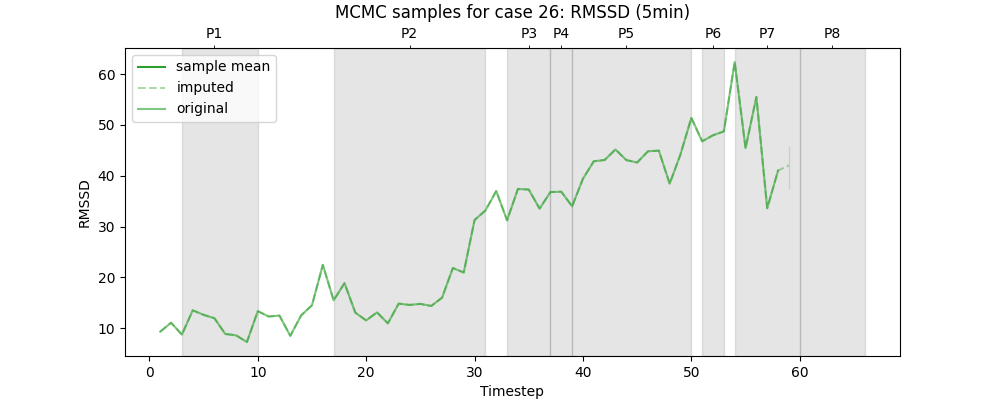 MCMC samples for case 26: RMSSD (5min)
P1 P2 P3 P4 P5 P6 P7 P8
sample mean
imputed
original
60
50
40
30
20
10
RMSSD
0 10 20 30 40 50 60
Timestep